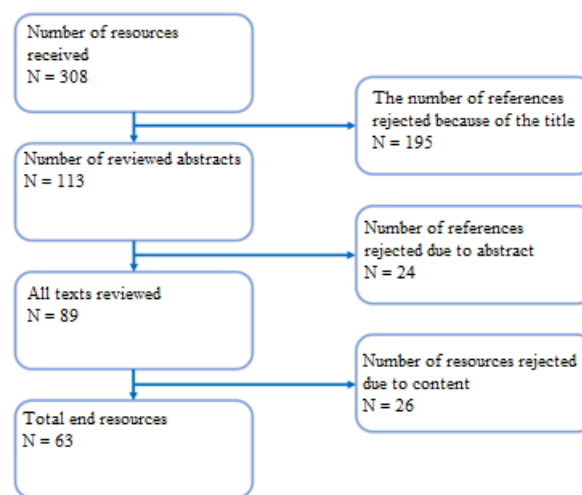 Number of resources
received
N = 308
The number of references
rejected because of the title
N = 195
Number of reviewed abstracts
N = 113
Number of references
rejected due to abstract
N = 24
All texts reviewed
N = 89
Number of resources rejected
due to content
N = 26
Total end resources
N = 63